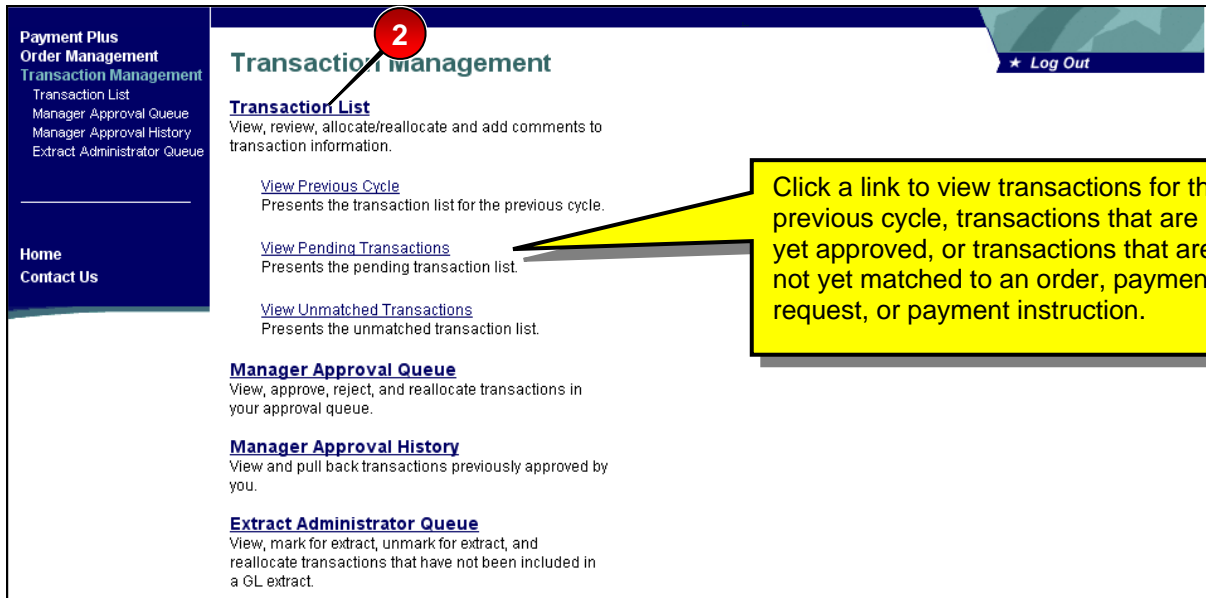 Payment Plus
Order Management
Transaction Management
Transaction List
Manager Approval Queue
Manager Approval History
Extract Administrator Queue
Home
Contact Us
2
Transaction Management
★ Log Out
Transaction List
View, review, allocate/reallocate and add comments to
transaction information.
View Previous Cycle
Presents the transaction list for the previous cycle.
View Pending Transactions
Presents the pending transaction list.
View Unmatched Transactions
Presents the unmatched transaction list.
Manager Approval Queue
View, approve, reject, and reallocate transactions in
your approval queue.
Manager Approval History
View and pull back transactions previously approved by
you.
Extract Administrator Queue
View, mark for extract, unmark for extract, and
reallocate transactions that have not been included in
a GL extract.
Click a link to view transactions for
previous cycle, transactions that are
yet approved, or transactions that
not yet matched to an order,
request, or payment instruction.